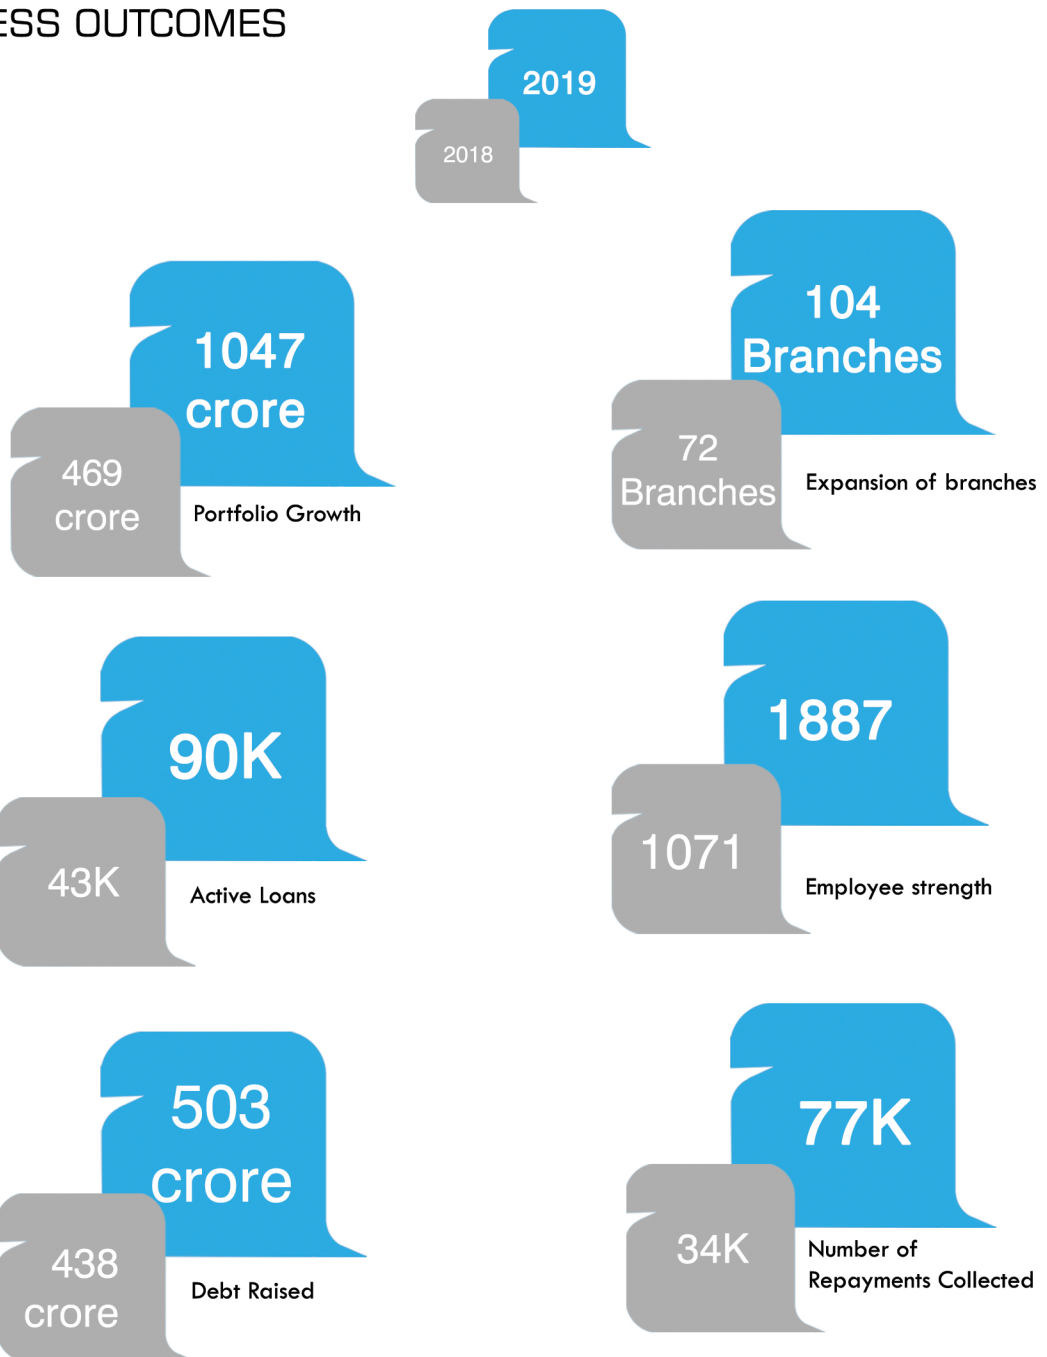 ESS OUTCOMES
2019
2018
1047
crore
469
crore
Portfolio Growth
104
Branches
72
Branches
Expansion of branches
90K
43K
Active Loans
1887
1071
Employee strength
503
crore
438
crore
Debt Raised
77K
34K
Number of
Repayments Collected